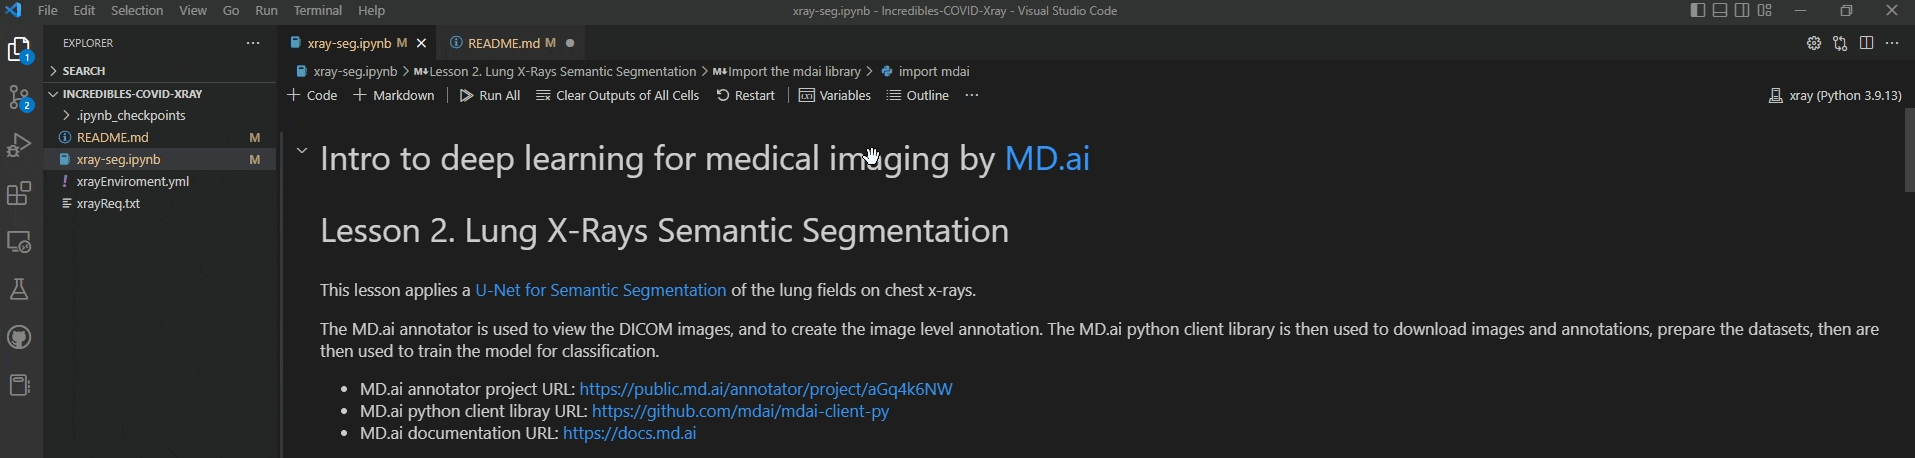 File Edit Selection View Go Run Terminal Help
xray-seg.ipynb - Incredibles-COVID-Xray - Visual Studio Code
EXPLORER
1
SEARCH
2
INCREDIBLES-COVID-XRAY
.ipynb_checkpoints
README.md M
xray-seg.ipynb M
! xrayEnviroment.yml
xrayReq.txt
xray-seg.ipynb M
README.md M
xray-seg.ipynb > M↓Lesson 2. Lung X-Rays Semantic Segmentation > M↓Import the mdai library > import mdai
+ Code + Markdown Run All Clear Outputs of All Cells Restart Variables Outline ...
xray (Python 3.9.13)
Intro to deep learning for medical imaging by MD.ai
Lesson 2. Lung X-Rays Semantic Segmentation
This lesson applies a U-Net for Semantic Segmentation of the lung fields on chest x-rays.
The MD.ai annotator is used to view the DICOM images, and to create the image level annotation. The MD.ai python client library is then used to download images and annotations, prepare the datasets, then are
then used to train the model for classification.
• MD.ai annotator project URL: https://public.md.ai/annotator/project/aGq4k6NW
• MD.ai python client libray URL: https://github.com/mdai/mdai-client-py
• MD.ai documentation URL: https://docs.md.ai